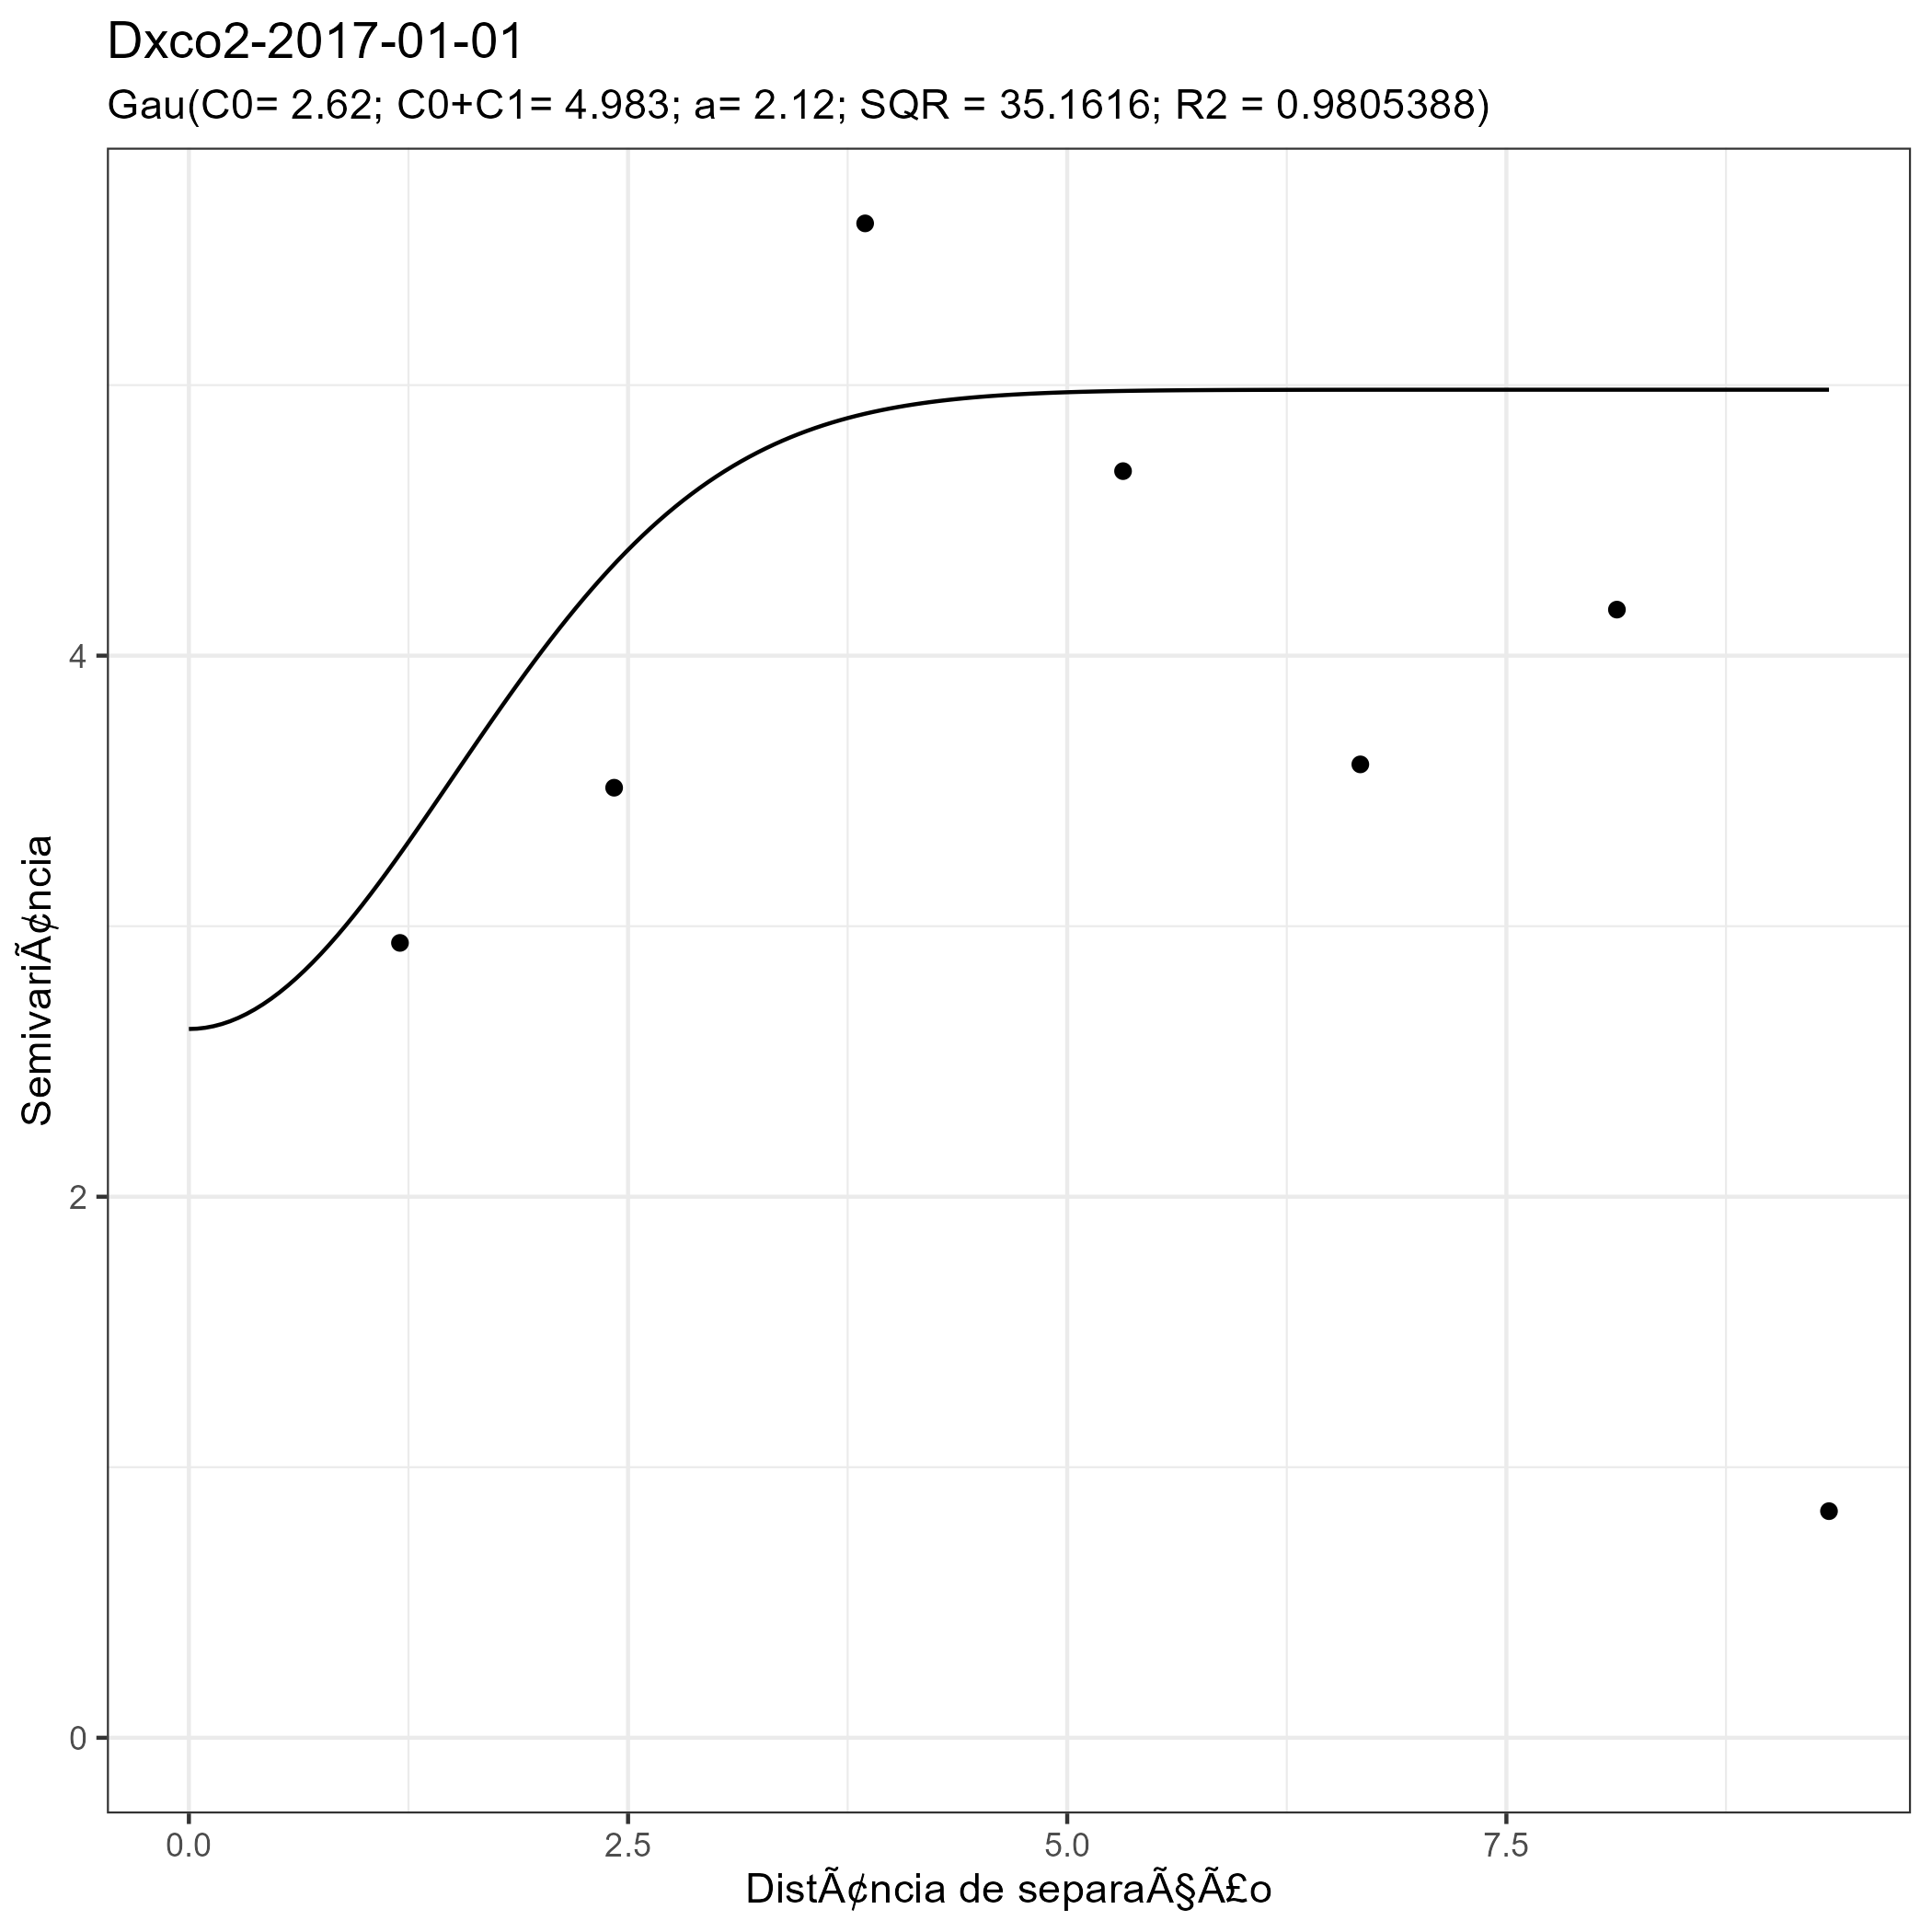 Dxco2-2017-01-01
Gau(C0= 2.62; C0+C1= 4.983; a= 2.12; SQR = 35.1616; R2 = 0.9805388)
SemivariÃ¢ncia
4
2
0
0.0 2.5 5.0 7.5
DistÃ¢ncia de separaÃ§Ã£o